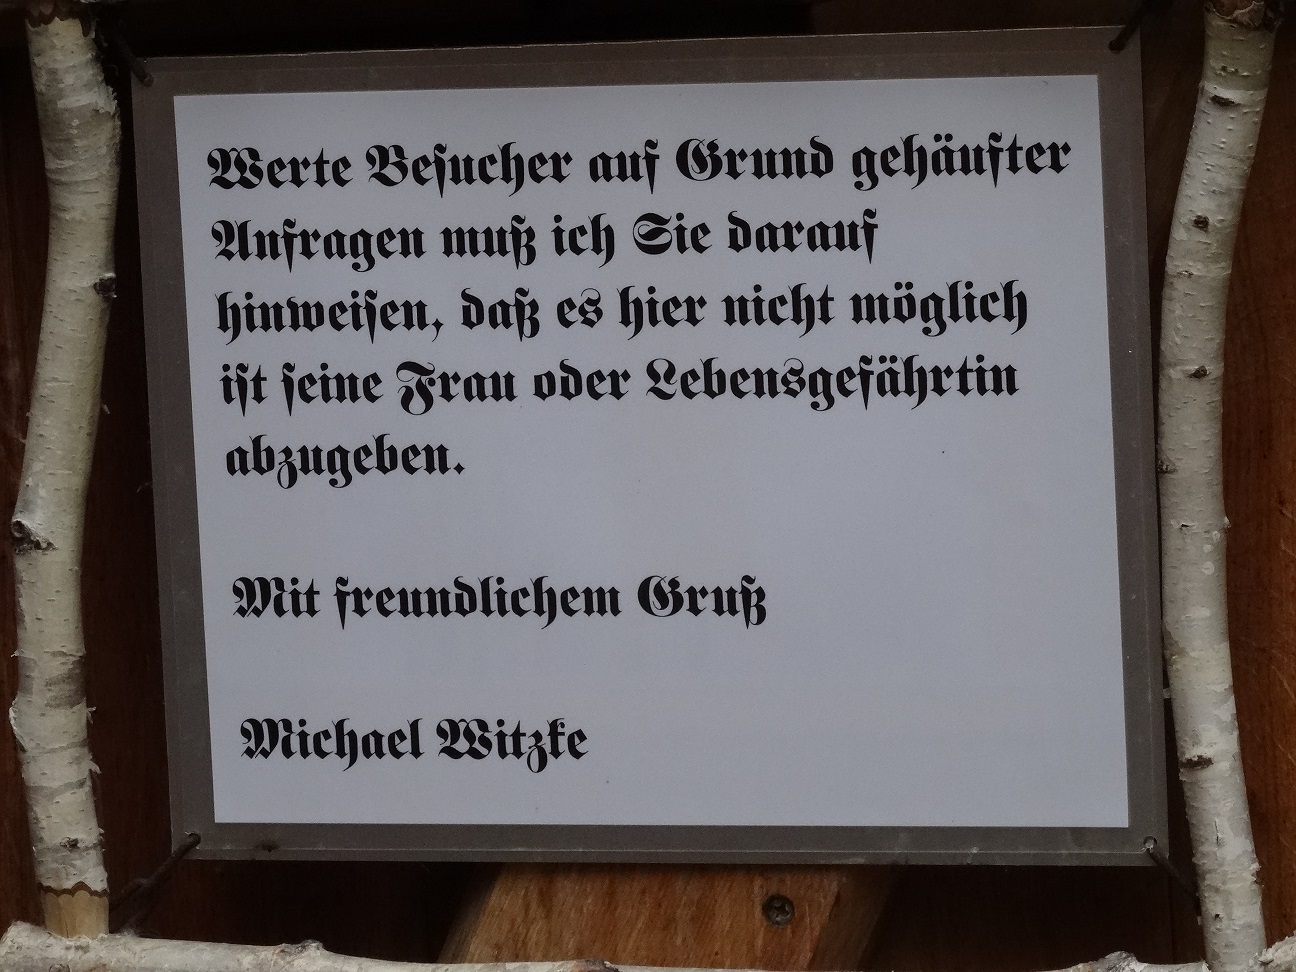 Werte Besucher auf Grund gehäufter
Anfragen muß ich Sie darauf
hinweisen, daß es hier nicht möglich
ist seine Frau oder Lebensgefährtin
abzugeben.
Mit freundlichem Gruß
Michael Witzke